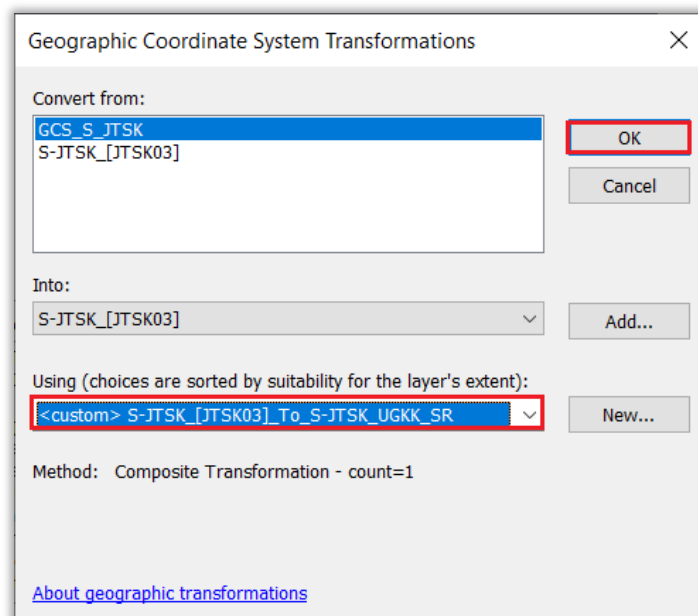 Geographic Coordinate System Transformations
Convert from:
GCS_S_JTSK
S-JTSK_[JTSK03]
OK
Cancel
Into:
S-JTSK_[JTSK03]
Add...
Using (choices are sorted by suitability for the layer's extent):
<custom> S-JTSK_[JTSK03]_To_S-JTSK_UGKK_SR
New...
Method: Composite Transformation - count=1
About geographic transformations